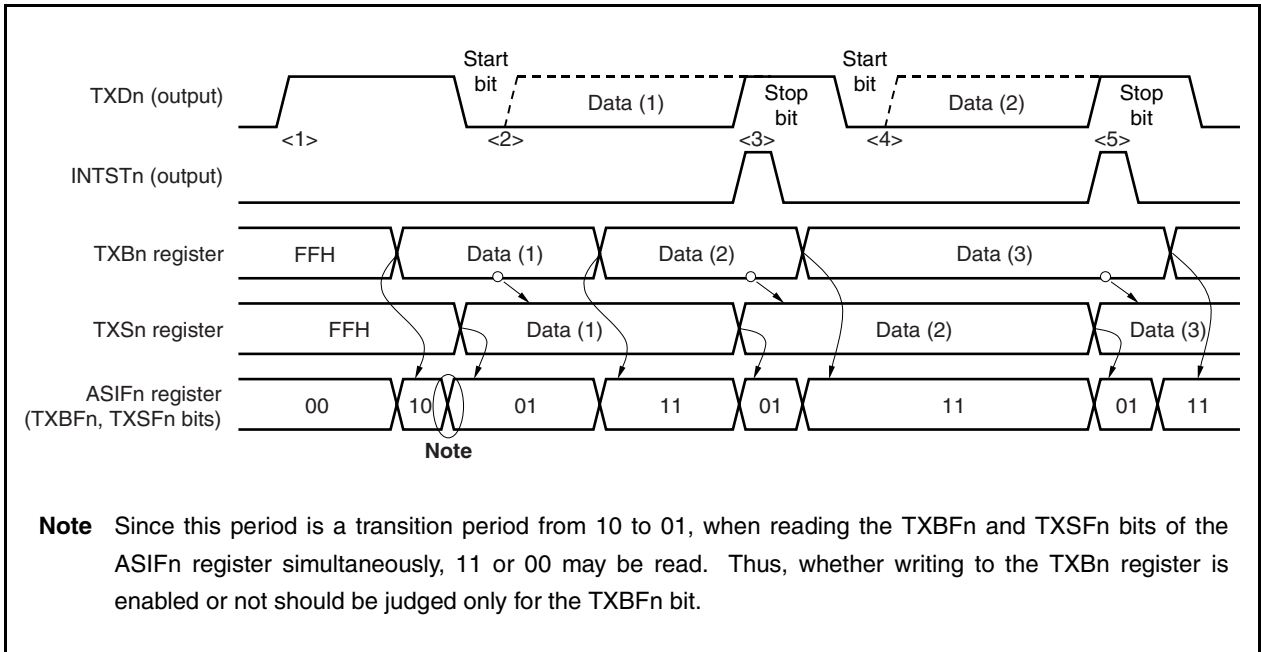 Start
bit
Start
bit
TXDn (output)
Data (1)
Stop
bit
Data (2)
Stop
bit
<1>
<2>
<3>
<4>
<5>
INTSTn (output)
TXBn register
FFH
Data (1)
Data (2)
Data (3)
TXSn register
FFH
Data (1)
Data (2)
Data (3)
ASIFn register
(TXBFn, TXSFn bits)
00
10
01
11
01
11
01
11
Note
Note Since this period is a transition period from 10 to 01, when reading the TXBFn and TXSFn bits of the
ASIFn register simultaneously, 11 or 00 may be read. Thus, whether writing to the TXBn register is
enabled or not should be judged only for the TXBFn bit.